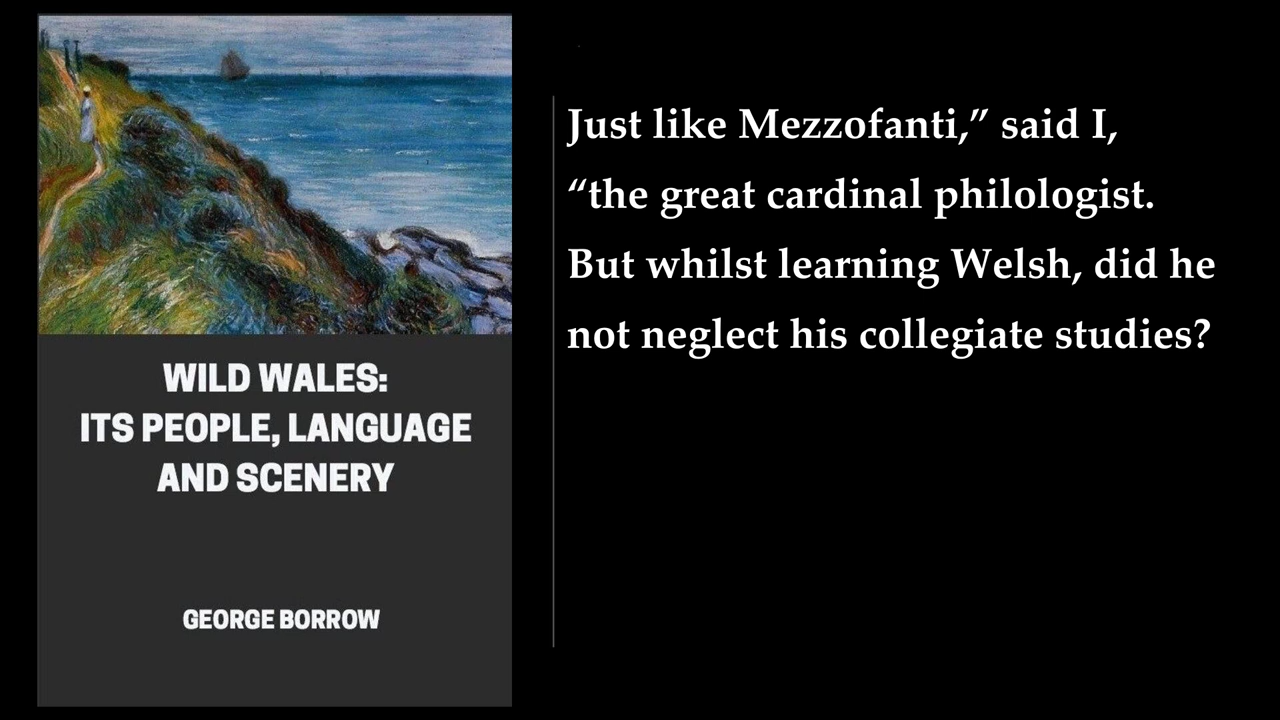 WILD WALES:
ITS PEOPLE, LANGUAGE
AND SCENERY
GEORGE BORROW
Just like Mezzofanti,” said I,
“the great cardinal philologist.
But whilst learning Welsh, did he
not neglect his collegiate studies?